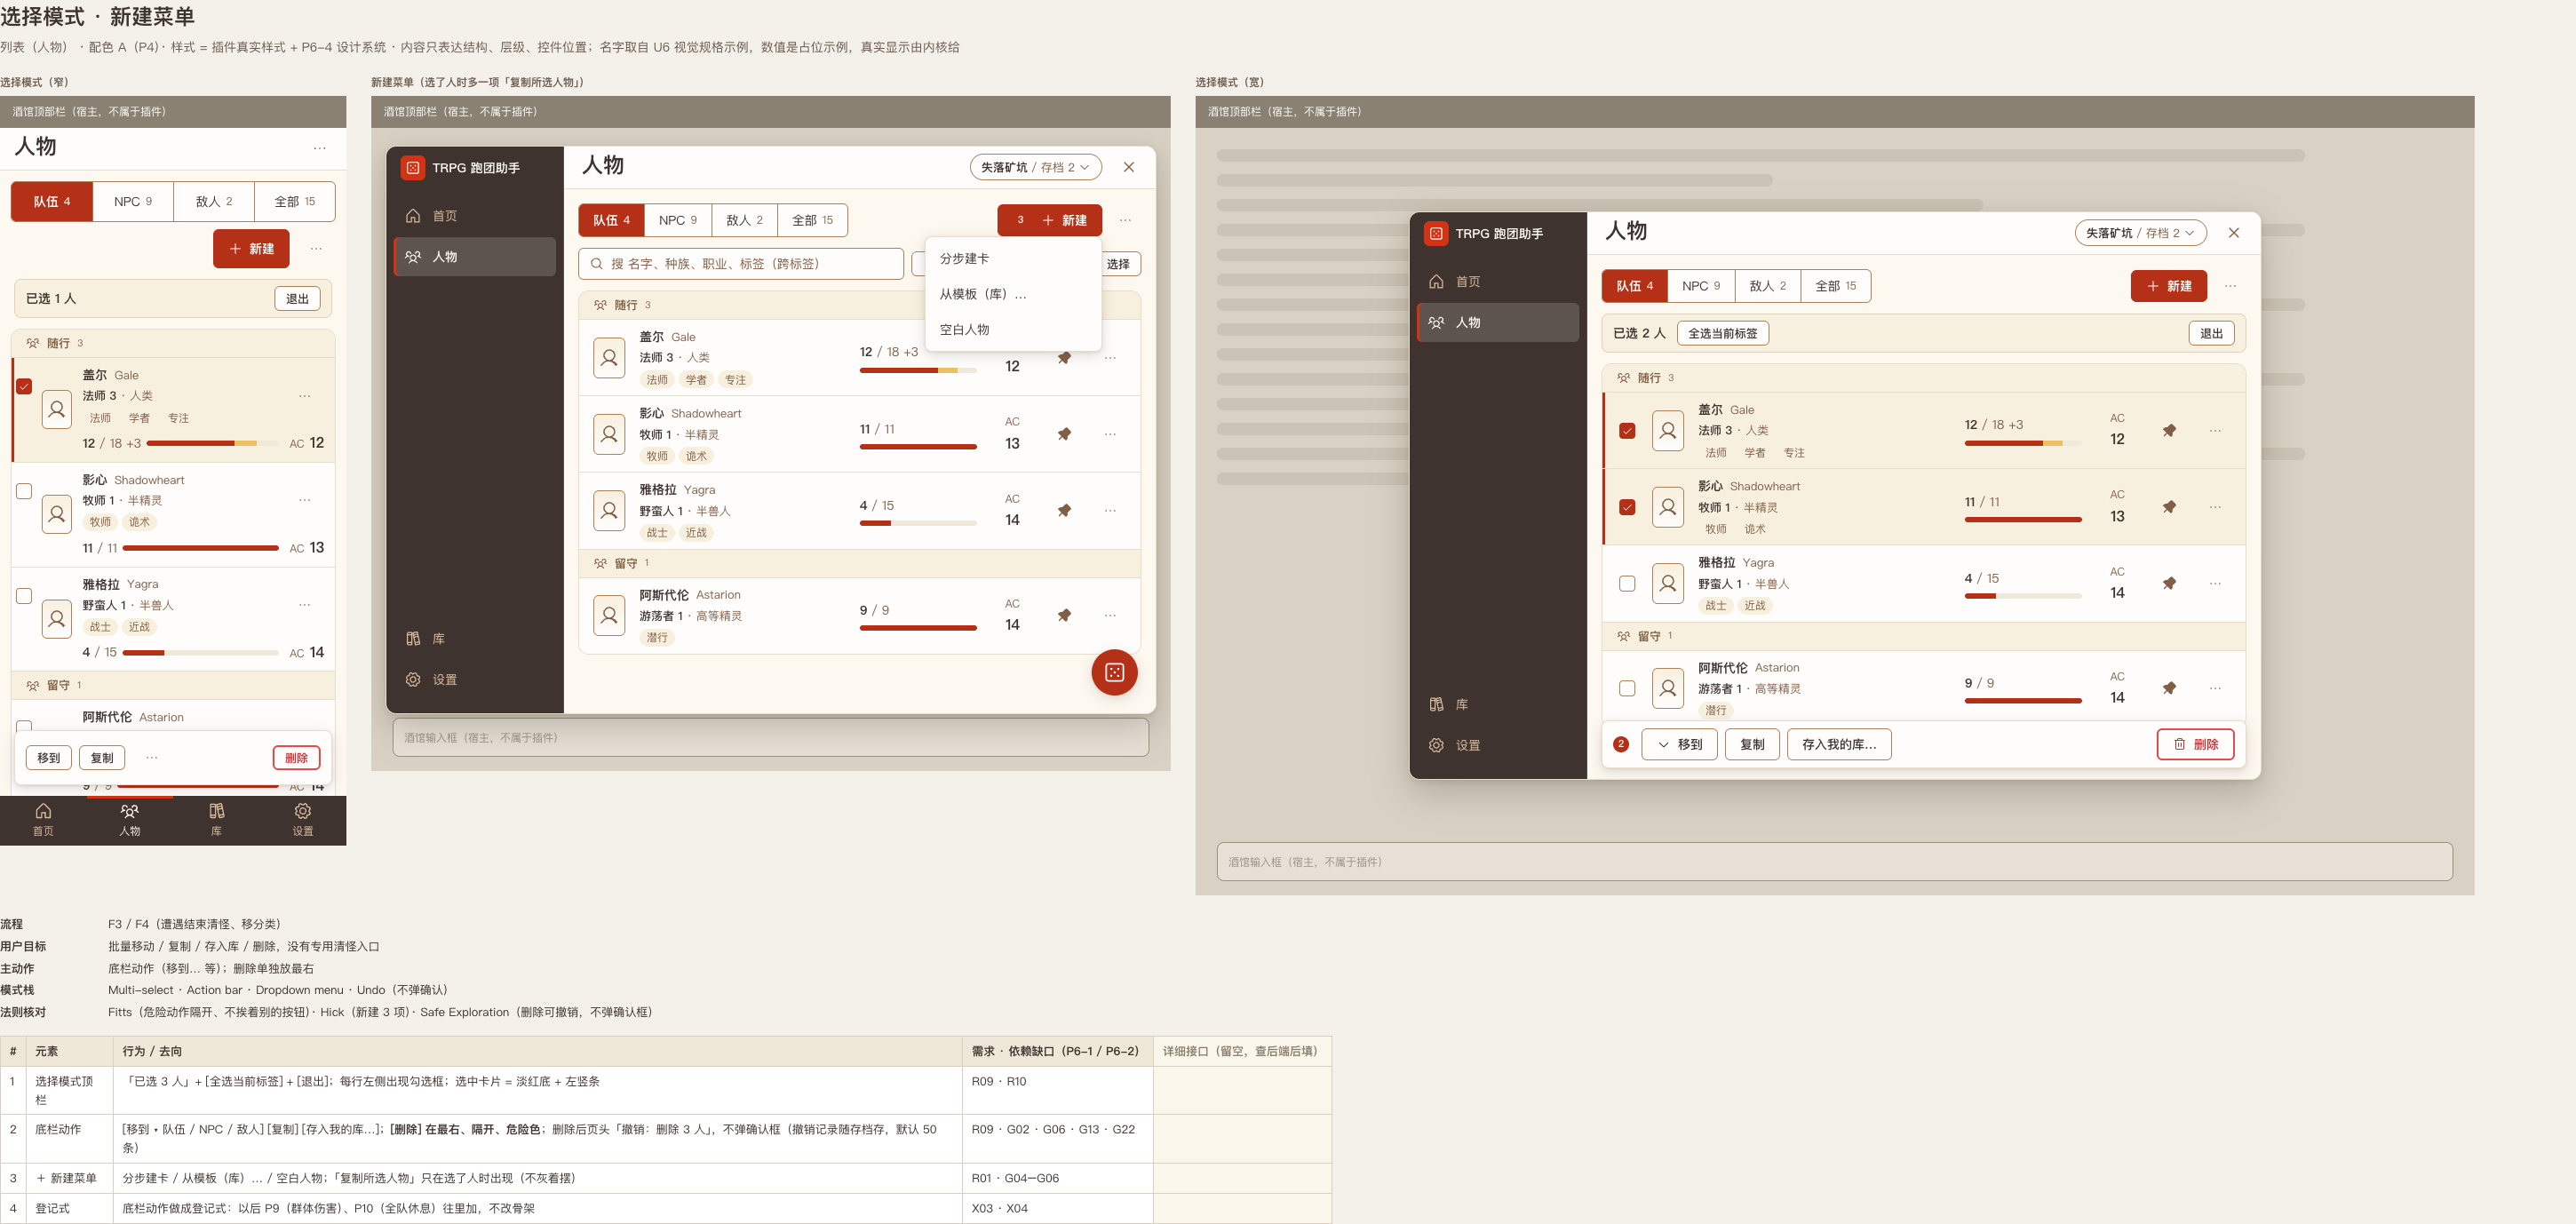 选择模式 · 新建菜单
列表（人物） · 配色 A（P4）· 样式 = 插件真实样式 + P6-4 设计系统 · 内容只表达结构、层级、控件位置；名字取自 U6 视觉规格示例，数值是占位示例，真实显示由内核给
选择模式（窄）
酒馆顶部栏（宿主，不属于插件）
人物
···
队伍 4
NPC 9
敌人 2
全部 15
＋ 新建
···
已选 1 人
退出
随行 3
盖尔 Gale
法师 3 · 人类
···
法师 学者 专注
12 / 18 +3
AC 12
影心 Shadowheart
牧师 1 · 半精灵
···
牧师 诡术
11 / 11
AC 13
雅格拉 Yagra
野蛮人 1 · 半兽人
···
战士 近战
4 / 15
AC 14
留守 1
阿斯代伦 Astarion
移到
复制
···
删除
9 / 9
14
首页
人物
库
设置
新建菜单（选了人时多一项「复制所选人物」）
酒馆顶部栏（宿主，不属于插件）
TRPG 跑团助手
首页
人物
库
设置
人物
失落矿坑 / 存档 2
队伍 4
NPC 9
敌人 2
全部 15
3 ＋ 新建
···
搜 名字、种族、职业、标签（跨标签）
选择
分步建卡
从模板（库）…
空白人物
随行 3
盖尔 Gale
法师 3 · 人类
法师 学者 专注
12 / 18 +3
12
···
影心 Shadowheart
牧师 1 · 半精灵
牧师 诡术
11 / 11
AC
13
···
雅格拉 Yagra
野蛮人 1 · 半兽人
战士 近战
4 / 15
AC
14
···
留守 1
阿斯代伦 Astarion
游荡者 1 · 高等精灵
潜行
9 / 9
AC
14
···
酒馆输入框（宿主，不属于插件）
选择模式（宽）
酒馆顶部栏（宿主，不属于插件）
TRPG 跑团助手
首页
人物
库
设置
人物
失落矿坑 / 存档 2
队伍 4
NPC 9
敌人 2
全部 15
＋ 新建
···
已选 2 人
全选当前标签
退出
随行 3
盖尔 Gale
法师 3 · 人类
法师 学者 专注
12 / 18 +3
AC
12
···
影心 Shadowheart
牧师 1 · 半精灵
牧师 诡术
11 / 11
AC
13
···
雅格拉 Yagra
野蛮人 1 · 半兽人
战士 近战
4 / 15
AC
14
···
留守 1
阿斯代伦 Astarion
游荡者 1 · 高等精灵
潜行
9 / 9
AC
14
···
2
移到
复制
存入我的库…
删除
酒馆输入框（宿主，不属于插件）
流程 F3 / F4（遭遇结束清怪、移分类）
用户目标 批量移动 / 复制 / 存入库 / 删除，没有专用清怪入口
主动作 底栏动作（移到… 等）；删除单独放最右
模式栈 Multi-select · Action bar · Dropdown menu · Undo（不弹确认）
法则核对 Fitts（危险动作隔开、不挨着别的按钮）· Hick（新建 3 项）· Safe Exploration（删除可撤销，不弹确认框）
# 元素 行为 / 去向 需求 · 依赖缺口（P6-1 / P6-2） 详细接口（留空，查后端后填）
1 选择模式顶栏 「已选 3 人」+ [全选当前标签] + [退出]；每行左侧出现勾选框；选中卡片 = 淡红底 + 左竖条 R09 · R10
2 底栏动作 [移到 ▾ 队伍 / NPC / 敌人] [复制] [存入我的库…]；[删除] 在最右、隔开、危险色；删除后页头「撤销：删除 3 人」，不弹确认框（撤销记录随存档存，默认 50
条） R09 · G02 · G06 · G13 · G22
3 ＋ 新建菜单 分步建卡 / 从模板（库）… / 空白人物；「复制所选人物」只在选了人时出现（不灰着摆） R01 · G04—G06
4 登记式 底栏动作做成登记式：以后 P9（群体伤害）、P10（全队休息）往里加，不改骨架 X03 · X04